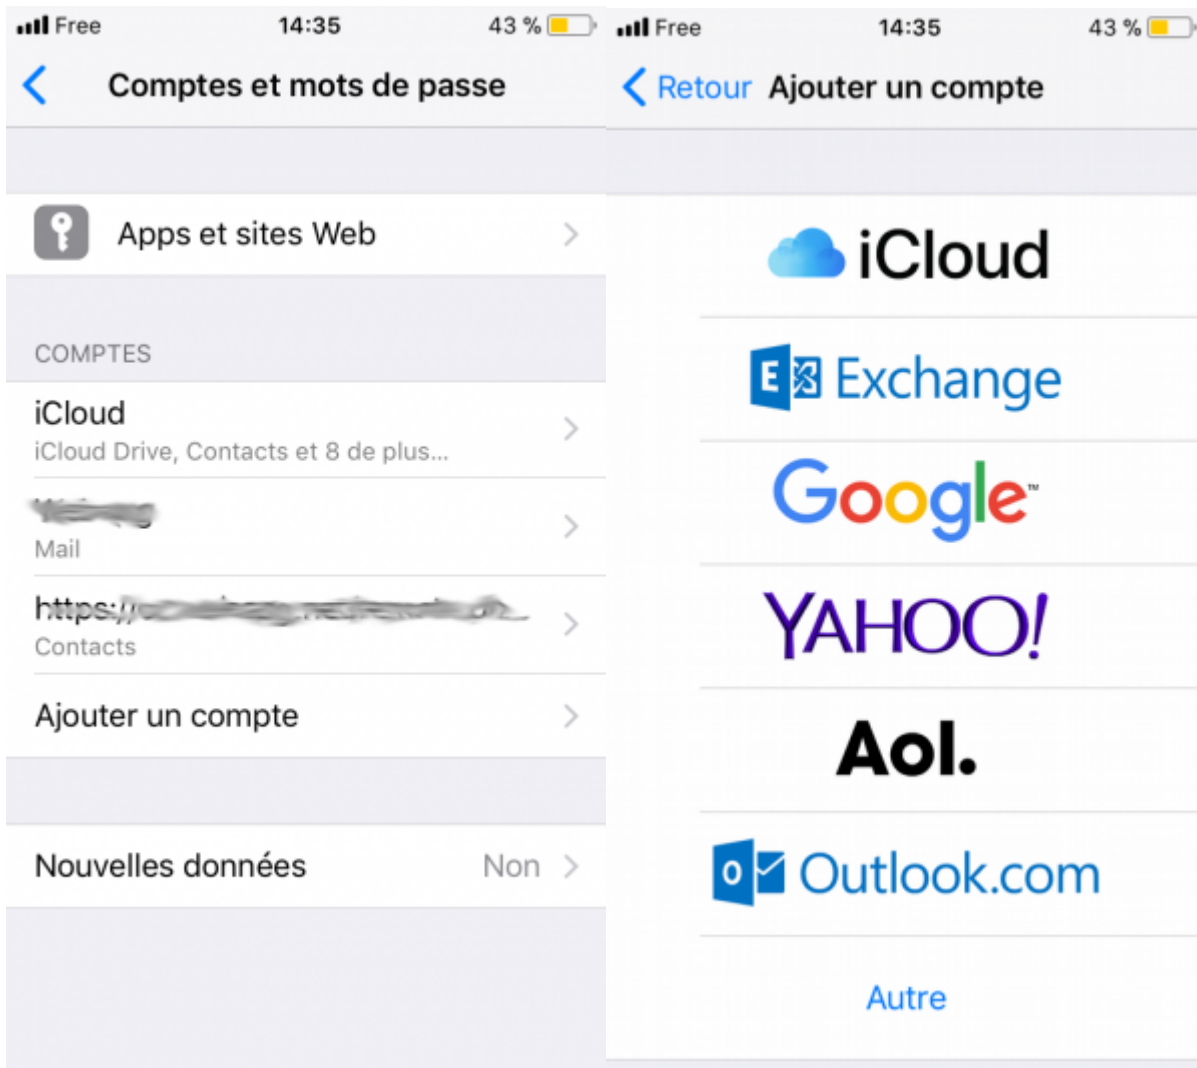 Free 14:35 43 %
Comptes et mots de passe
Apps et sites Web
COMPTES
iCloud
iCloud Drive, Contacts et 8 de plus...
Mail
https://
Contacts
Ajouter un compte
Nouvelles données Non
Free 14:35 43 %
Retour Ajouter un compte
iCloud
E Exchange
Google™
YAHOO!
Aol.
o Outlook.com
Autre